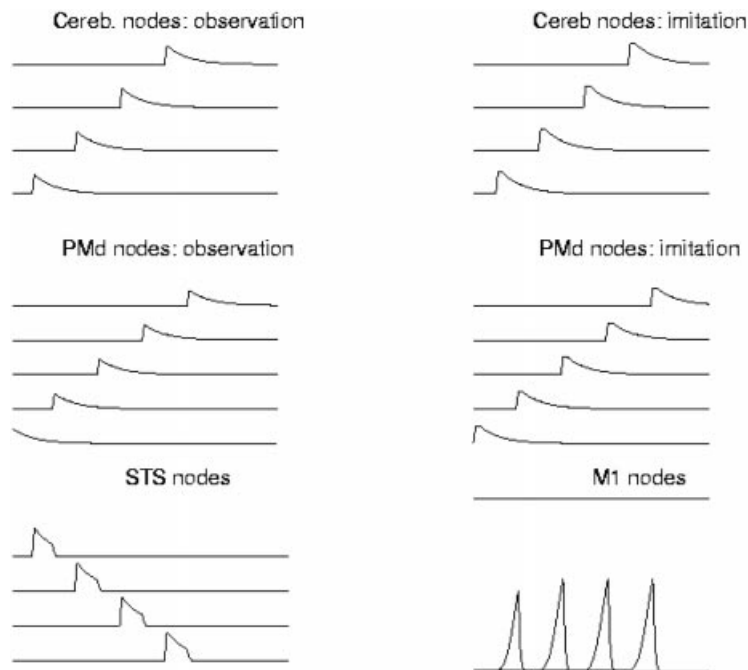 Cereb. nodes: observation
Cereb nodes: imitation
PMd nodes: observation
PMd nodes: imitation
STS nodes
M1 nodes